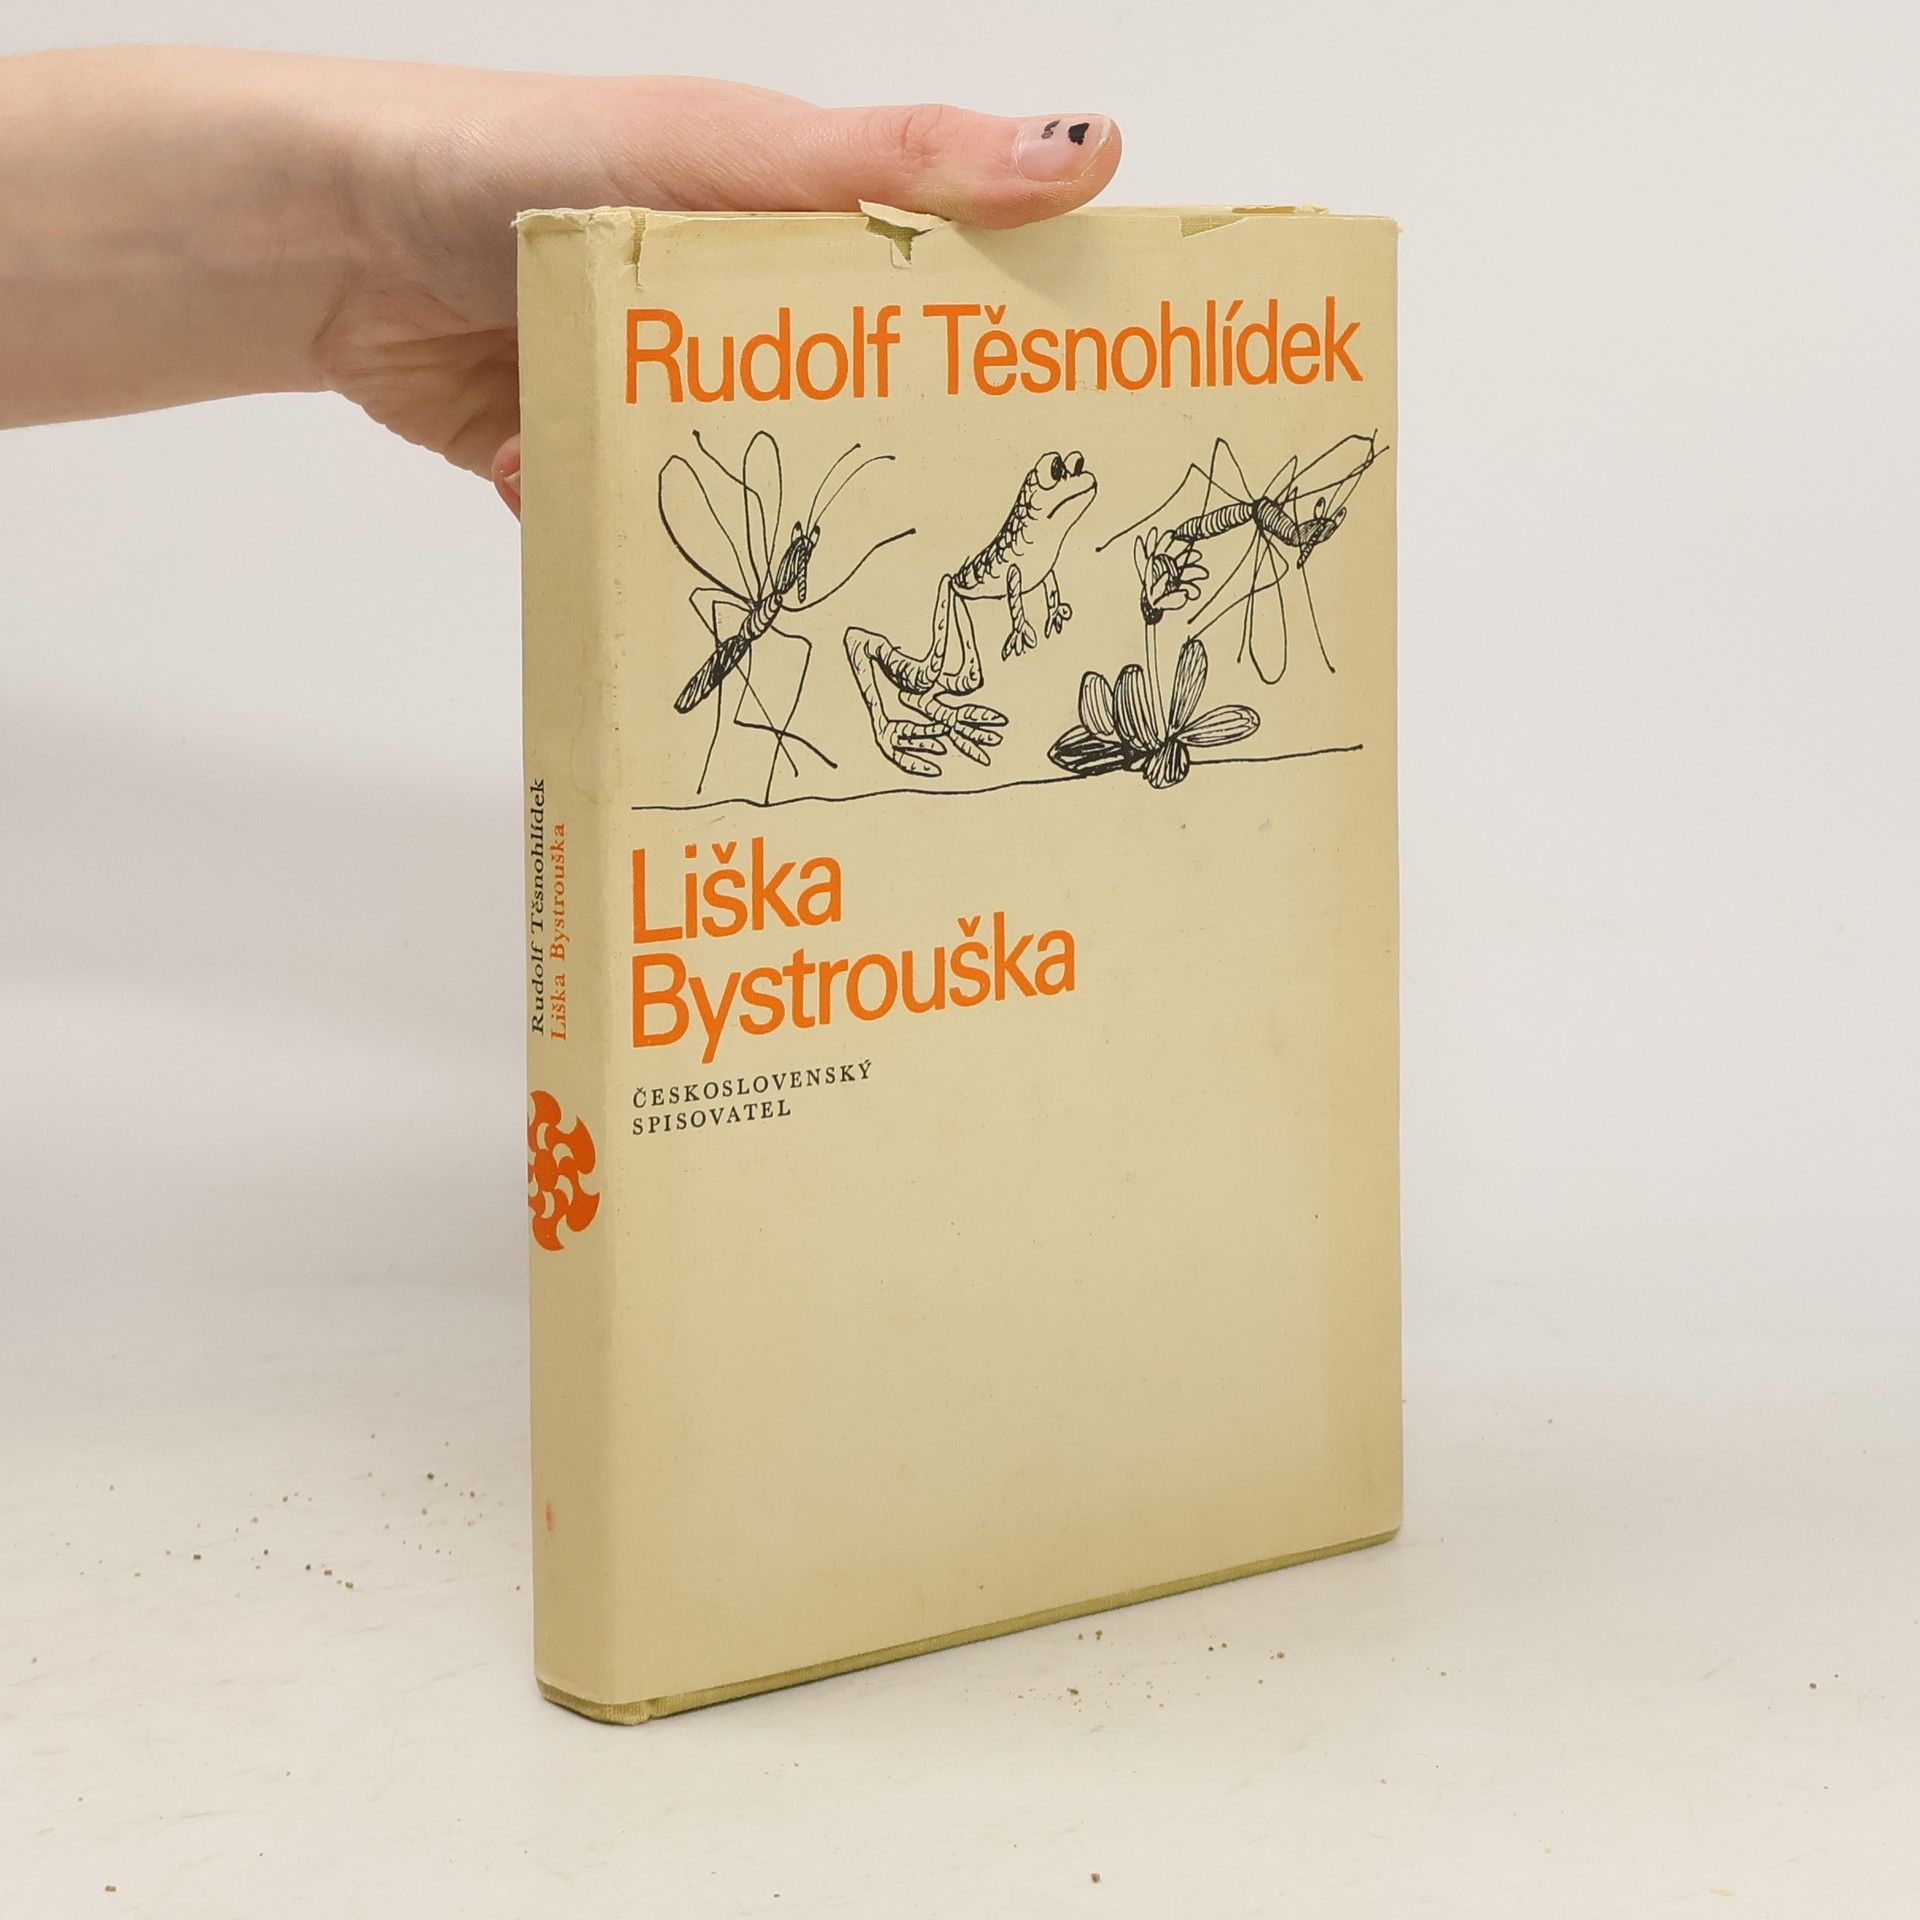 Rudolf Těsnohlídek
Liška
Bystrouška
ČESKOSLOVENSKÝ
SPISOVATEL
Rudolf Těsnohlídek
Liška Bystrouška